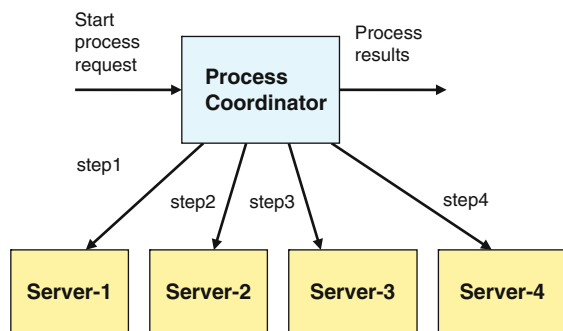 Start
process
request
Process
results
Process
Coordinator
step1
step2
step3
step4
Server-1
Server-2
Server-3
Server-4